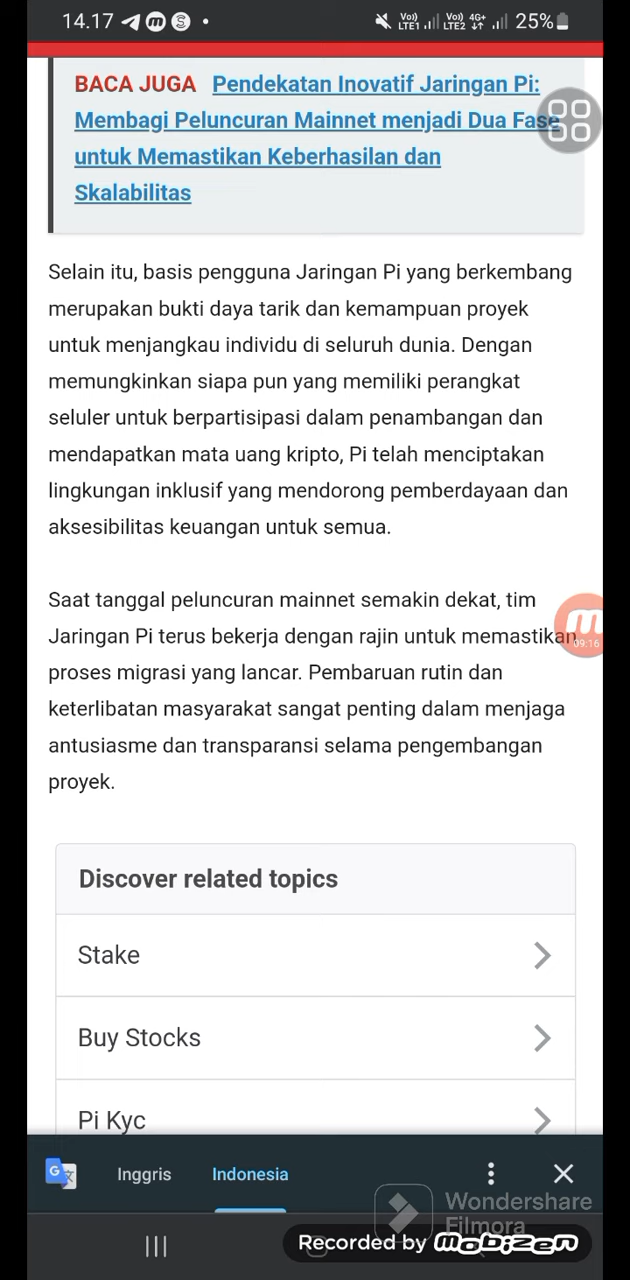 14.17
Vo)) LTE1 Vo)) LTE2 4G+ 25%
BACA JUGA Pendekatan Inovatif Jaringan Pi:
Membagi Peluncuran Mainnet menjadi Dua Fase
untuk Memastikan Keberhasilan dan
Skalabilitas
Selain itu, basis pengguna Jaringan Pi yang berkembang
merupakan bukti daya tarik dan kemampuan proyek
untuk menjangkau individu di seluruh dunia. Dengan
memungkinkan siapa pun yang memiliki perangkat
seluler untuk berpartisipasi dalam penambangan dan
mendapatkan mata uang kripto, Pi telah menciptakan
lingkungan inklusif yang mendorong pemberdayaan dan
aksesibilitas keuangan untuk semua.
Saat tanggal peluncuran mainnet semakin dekat, tim
Jaringan Pi terus bekerja dengan rajin untuk memastikan
09:16
proses migrasi yang lancar. Pembaruan rutin dan
keterlibatan masyarakat sangat penting dalam menjaga
antusiasme dan transparansi selama pengembangan
proyek.
Discover related topics
Stake
Buy Stocks
Pi Kyc
Inggris Indonesia
Wondershare
Filmora
Recorded by mobizen